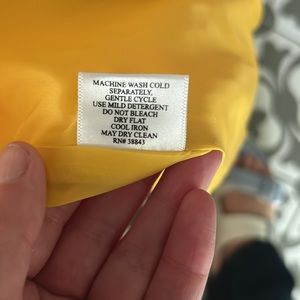 MACHINE WASH COLD
SEPARATELY,
GENTLE CYCLE
USE MILD DETERGENT
DO NOT BLEACH
DRY FLAT
COOL IRON
MAY DRY CLEAN
RN# 38843